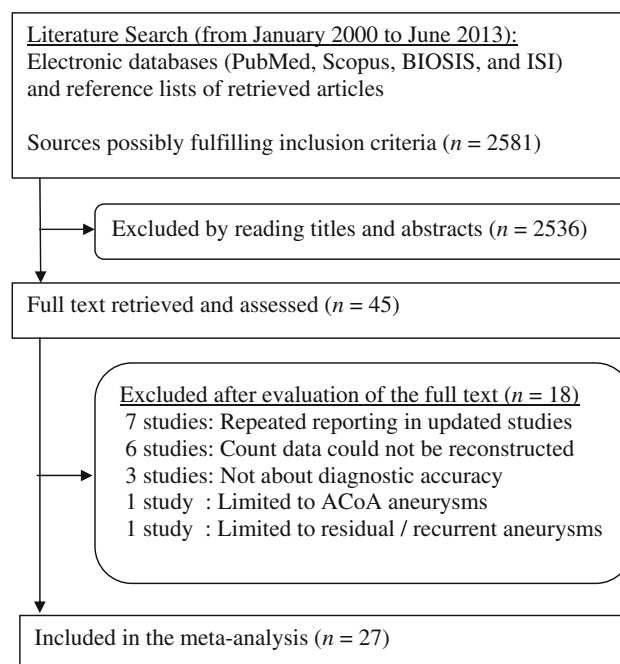 Literature Search (from January 2000 to June 2013):
Electronic databases (PubMed, Scopus, BIOSIS, and ISI)
and reference lists of retrieved articles
Sources possibly fulfilling inclusion criteria (n = 2581)
Excluded by reading titles and abstracts (n = 2536)
Full text retrieved and assessed (n = 45)
Excluded after evaluation of the full text (n = 18)
7 studies: Repeated reporting in updated studies
6 studies: Count data could not be reconstructed
3 studies: Not about diagnostic accuracy
1 study : Limited to ACoA aneurysms
1 study : Limited to residual / recurrent aneurysms
Included in the meta-analysis (n = 27)